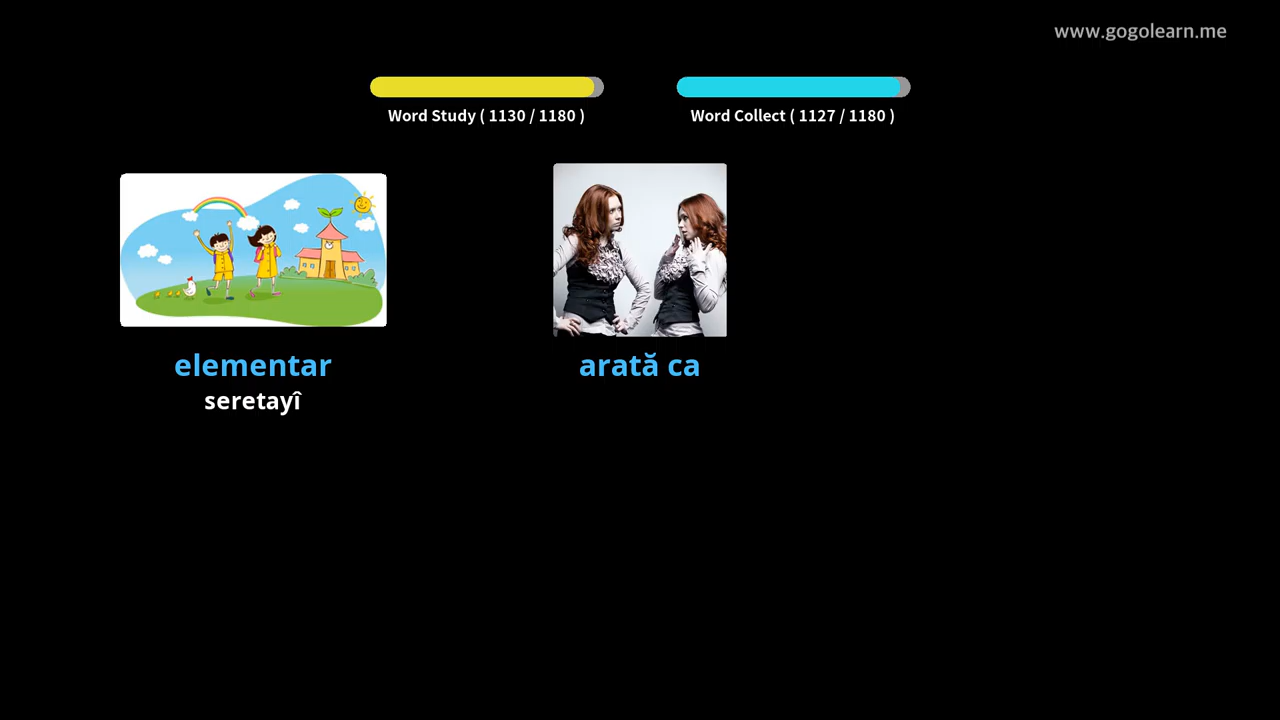 www.gogolearn.me
Word Study ( 1130 / 1180 )
Word Collect ( 1127 / 1180 )
elementar
seretayî
arată ca